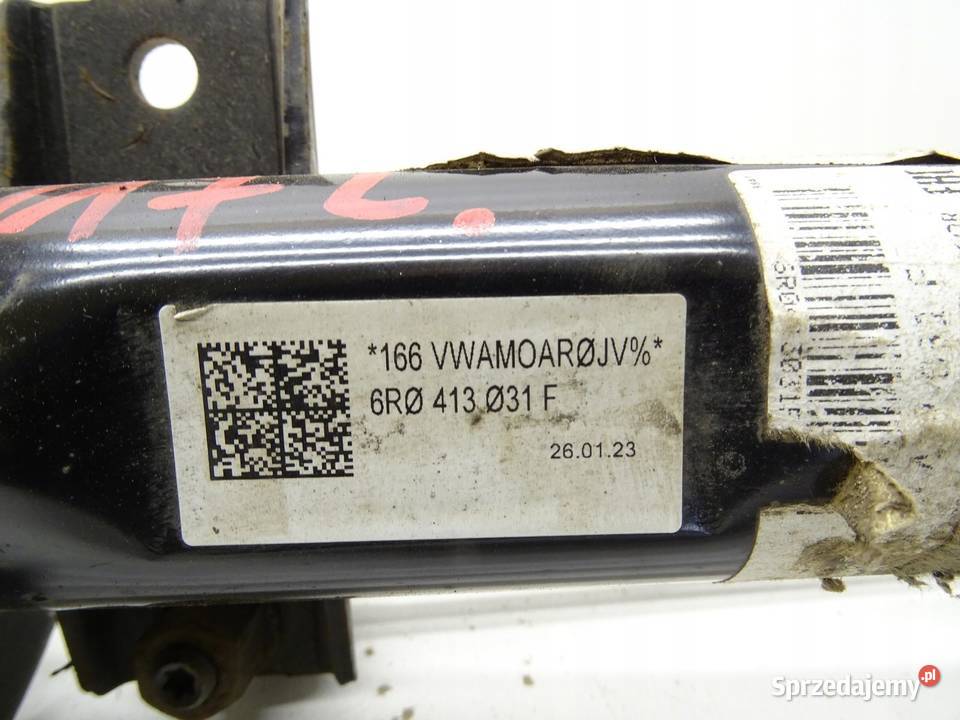 *166 VWAMOARØJV%*
6RØ 413 Ø31 F
26.01.23
Sprzedajemy.pl